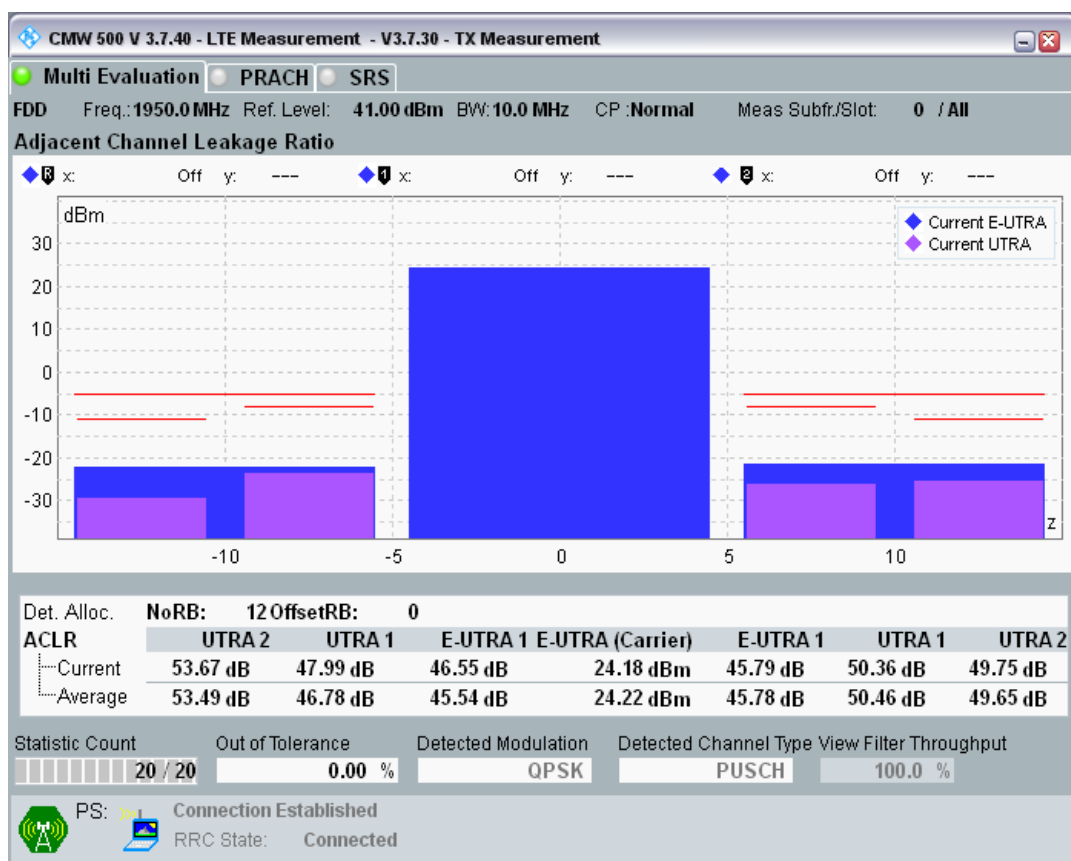 CMW 500 V 3.7.40 - LTE Measurement - V3.7.30 - TX Measurement
Multi Evaluation PRACH SRS
FDD Freq.: 1950.0 MHz Ref. Level: 41.00 dBm BW: 10.0 MHz CP :Normal Meas Subfr./Slot: 0 / All
Adjacent Channel Leakage Ratio
R x: Off y: --- 1 x: Off y: --- 2 x: Off y: ---
dBm
Current E-UTRA
Current UTRA
30
20
10
0
-10
-20
-30
z
-10 -5 0 5 10
Det. Alloc. NoRB: 12 OffsetRB: 0
ACLR UTRA 2 UTRA 1 E-UTRA 1 E-UTRA (Carrier) E-UTRA 1 UTRA 1 UTRA 2
Current 53.67 dB 47.99 dB 46.55 dB 24.18 dBm 45.79 dB 50.36 dB 49.75 dB
Average 53.49 dB 46.78 dB 45.54 dB 24.22 dBm 45.78 dB 50.46 dB 49.65 dB
Statistic Count Out of Tolerance Detected Modulation Detected Channel Type View Filter Throughput
20 / 20 0.00 % QPSK PUSCH 100.0 %
PS: Connection Established
RRC State: Connected